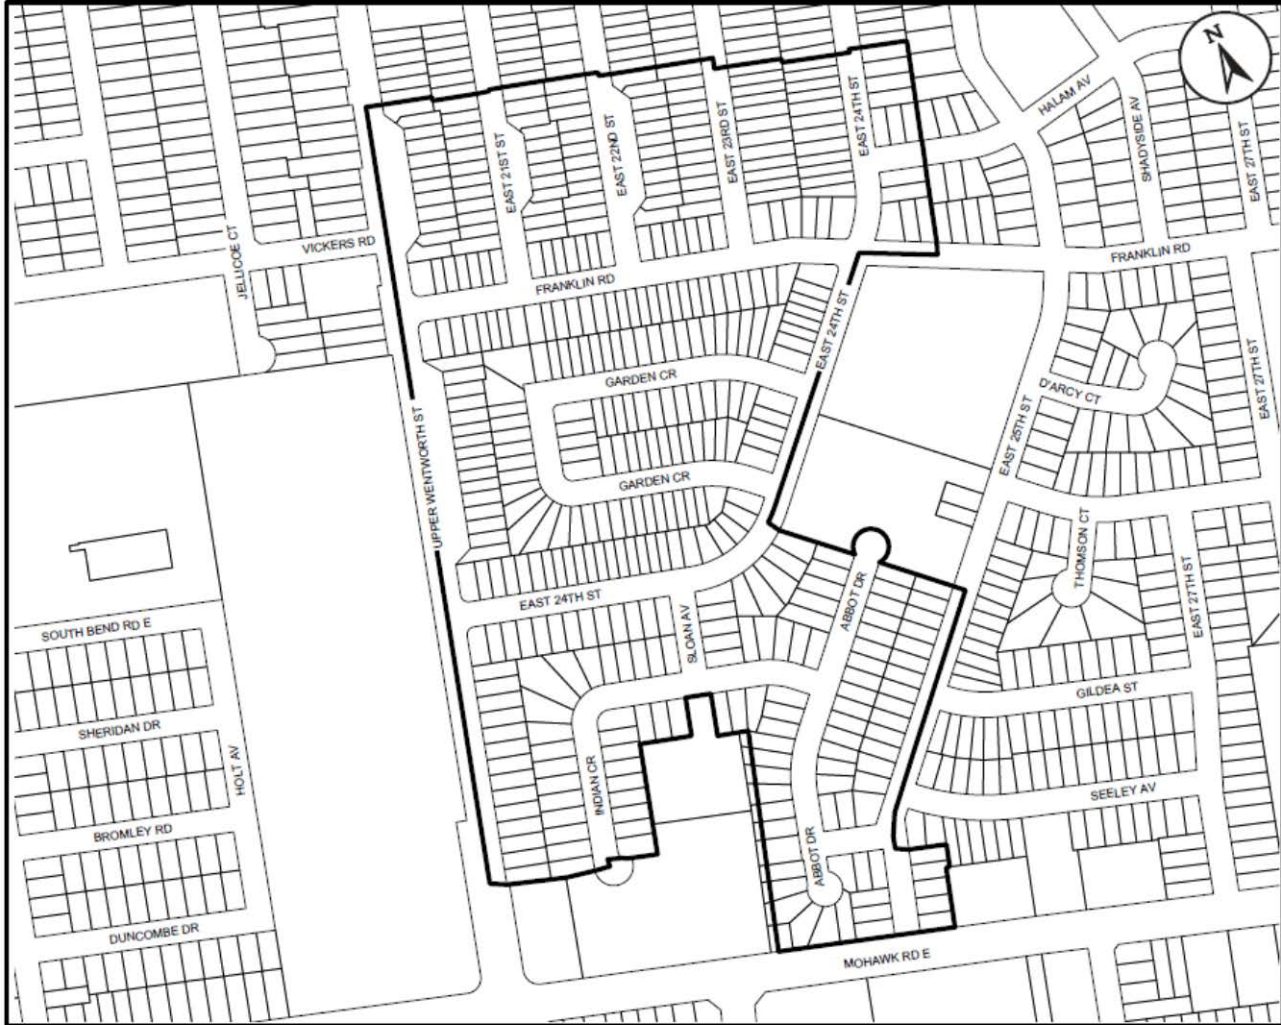 N
HALAM AV
SHADYSIDE AV
EAST 27TH ST
EAST 24TH ST
EAST 23RD ST
EAST 22ND ST
EAST 21ST ST
VICKERS RD
JELLICOE CT
FRANKLIN RD
FRANKLIN RD
EAST 24TH ST
EAST 27TH ST
GARDEN CR
D'ARCY CT
EAST 25TH ST
UPPER WENTWORTH ST
GARDEN CR
THOMSON CT
EAST 27TH ST
EAST 24TH ST
ABBOT DR
SLOAN AV
SOUTH BEND RD E
GILDEA ST
SHERIDAN DR
HOLT AV
INDIAN CR
SEELEY AV
BROMLEY RD
ABBOT DR
DUNCOMBE DR
MOHAWK RD E